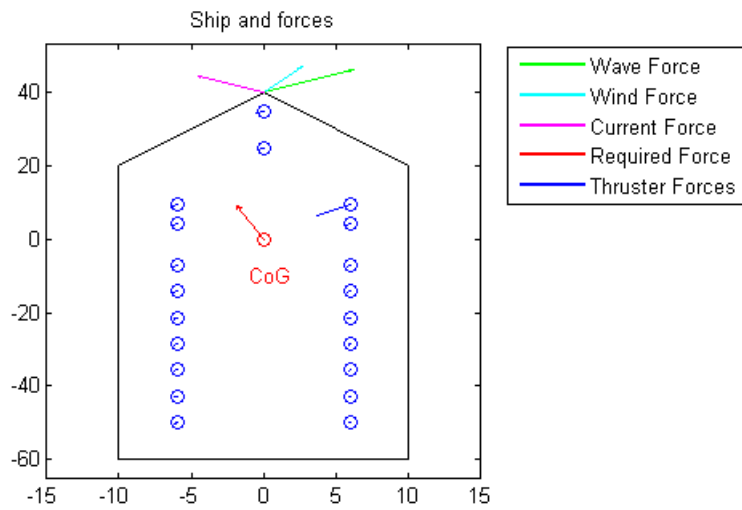 Ship and forces
Wave Force
Wind Force
Current Force
Required Force
Thruster Forces
40
20
0
-20
-40
-60
CoG
-15
-10
-5
0
5
10
15